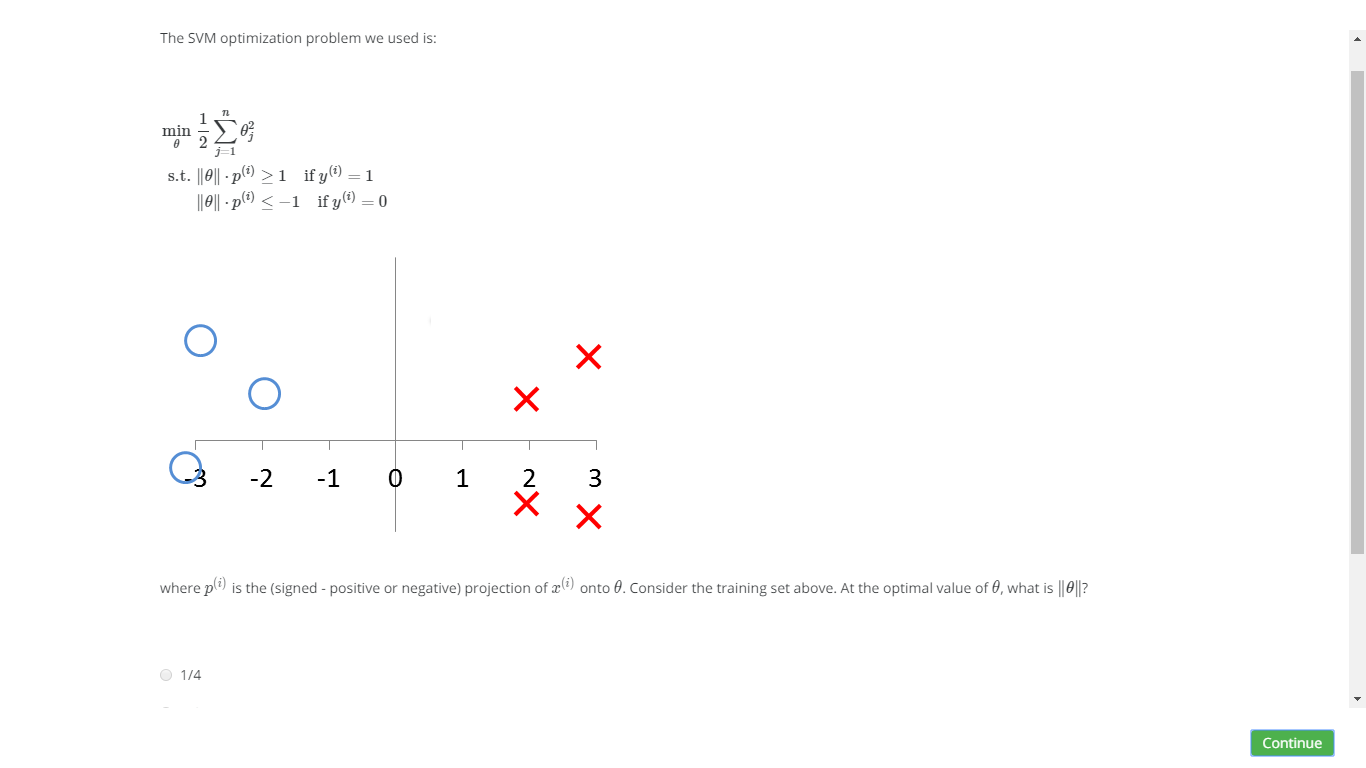 The SVM optimization problem we used is:
min_θ 1/2 ∑_{j=1}^{n} θ_j^2
s.t. ‖θ‖ · p^{(i)} ≥ 1 if y^{(i)} = 1
‖θ‖ · p^{(i)} ≤ −1 if y^{(i)} = 0
-3 -2 -1 0 1 2 3
where p^{(i)} is the (signed - positive or negative) projection of x^{(i)} onto θ. Consider the training set above. At the optimal value of θ, what is ‖θ‖?
1/4
Continue